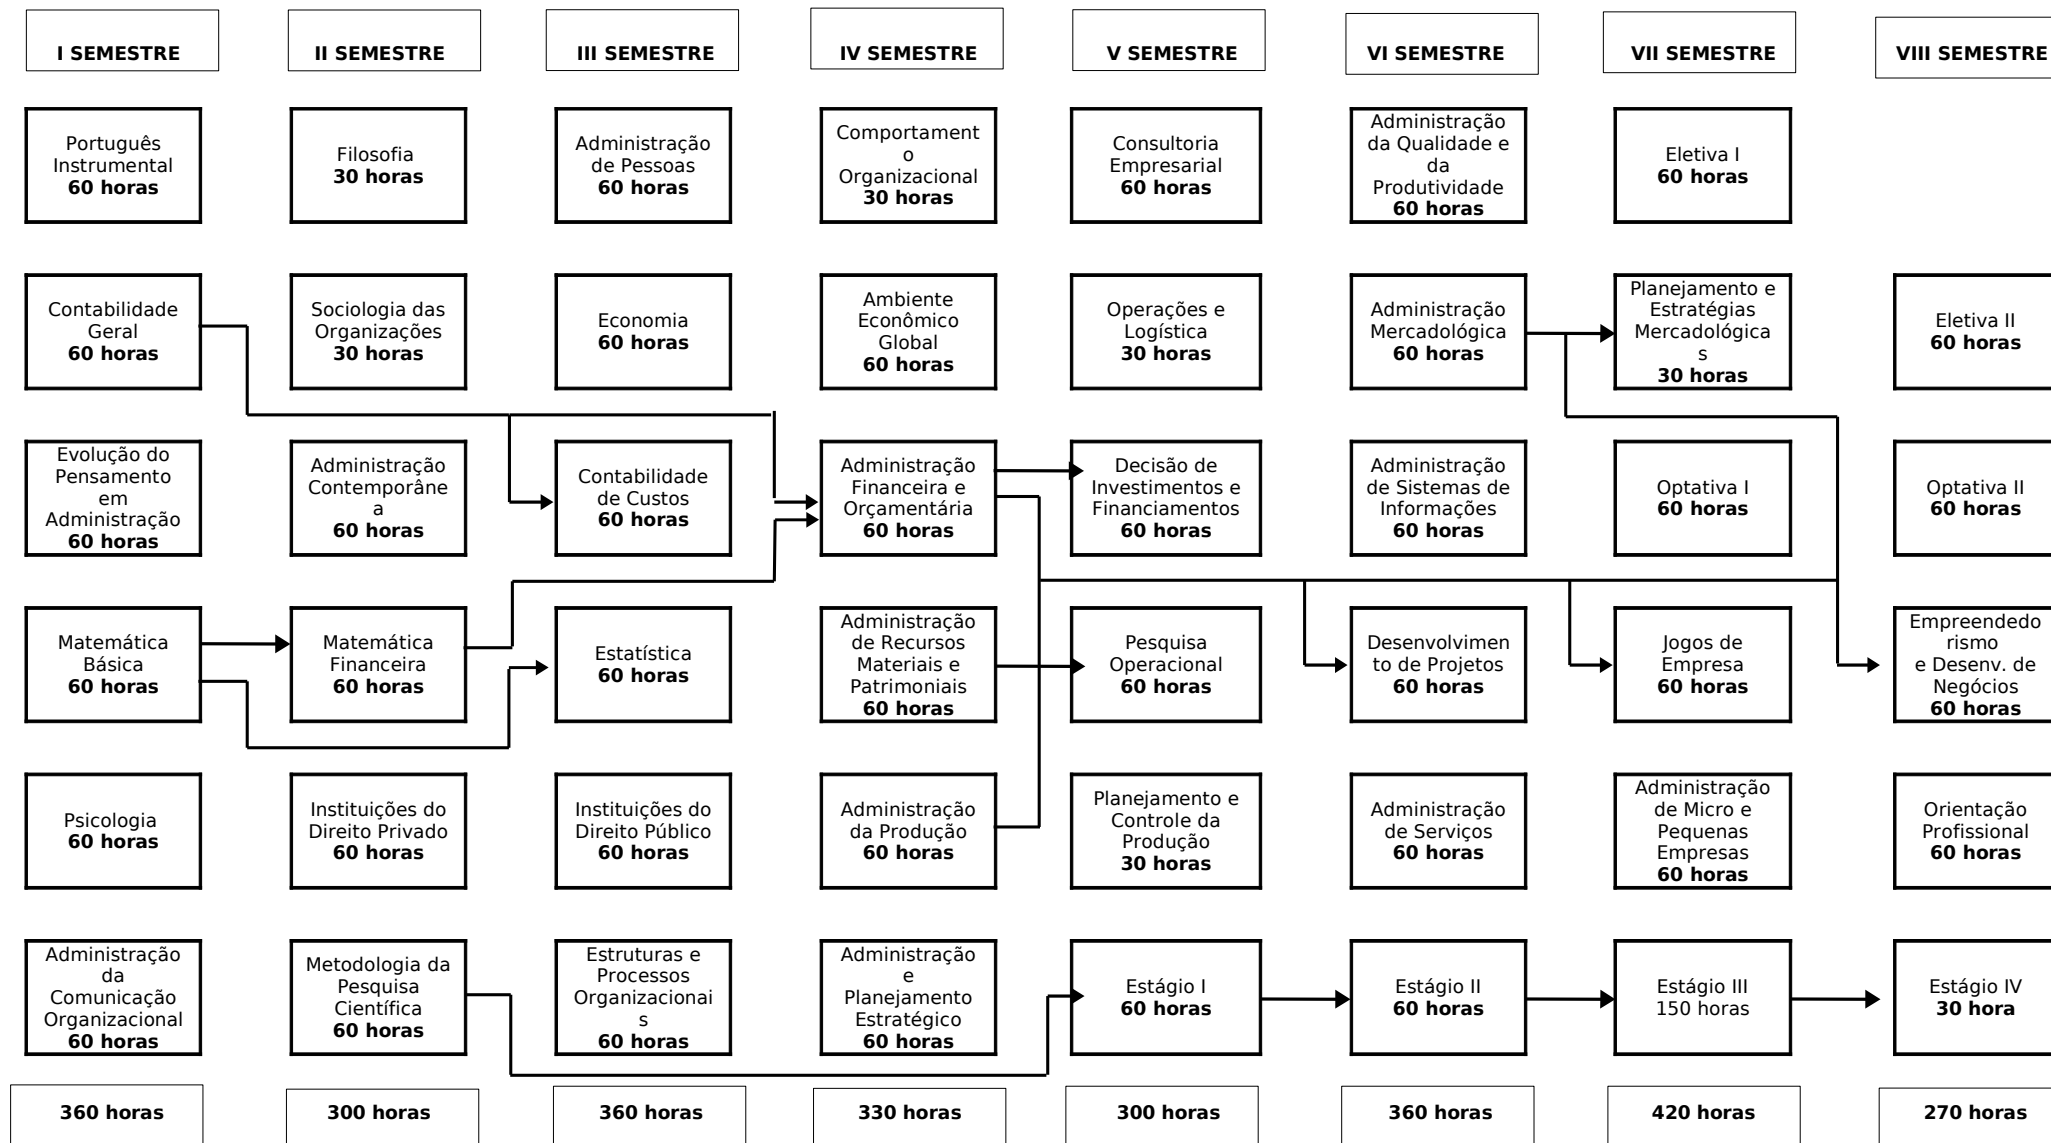 I SEMESTRE
II SEMESTRE
III SEMESTRE
IV SEMESTRE
V SEMESTRE
VI SEMESTRE
VII SEMESTRE
VIII SEMESTRE
Português
Instrumental
60 horas
Filosofia
30 horas
Administração
de Pessoas
60 horas
Comportament
o
Organizacional
30 horas
Consultoria
Empresarial
60 horas
Administração
da Qualidade e
da
Produtividade
60 horas
Eletiva I
60 horas
Contabilidade
Geral
60 horas
Sociologia das
Organizações
30 horas
Economia
60 horas
Ambiente
Econômico
Global
60 horas
Operações e
Logística
30 horas
Administração
Mercadológica
60 horas
Planejamento e
Estratégias
Mercadológica
s
30 horas
Eletiva II
60 horas
Evolução do
Pensamento
em
Administração
60 horas
Administração
Contemporâne
a
60 horas
Contabilidade
de Custos
60 horas
Administração
Financeira e
Orçamentária
60 horas
Decisão de
Investimentos e
Financiamentos
60 horas
Administração
de Sistemas de
Informações
60 horas
Optativa I
60 horas
Optativa II
60 horas
Matemática
Básica
60 horas
Matemática
Financeira
60 horas
Estatística
60 horas
Administração
de Recursos
Materiais e
Patrimoniais
60 horas
Pesquisa
Operacional
60 horas
Desenvolvimen
to de Projetos
60 horas
Jogos de
Empresa
60 horas
Empreendedo
rismo
e Desenv. de
Negócios
60 horas
Psicologia
60 horas
Instituições do
Direito Privado
60 horas
Instituições do
Direito Público
60 horas
Administração
da Produção
60 horas
Planejamento e
Controle da
Produção
30 horas
Administração
de Serviços
60 horas
Administração
de Micro e
Pequenas
Empresas
60 horas
Orientação
Profissional
60 horas
Administração
da
Comunicação
Organizacional
60 horas
Metodologia da
Pesquisa
Científica
60 horas
Estruturas e
Processos
Organizacionai
s
60 horas
Administração
e
Planejamento
Estratégico
60 horas
Estágio I
60 horas
Estágio II
60 horas
Estágio III
150 horas
Estágio IV
30 hora
360 horas
300 horas
360 horas
330 horas
300 horas
360 horas
420 horas
270 horas